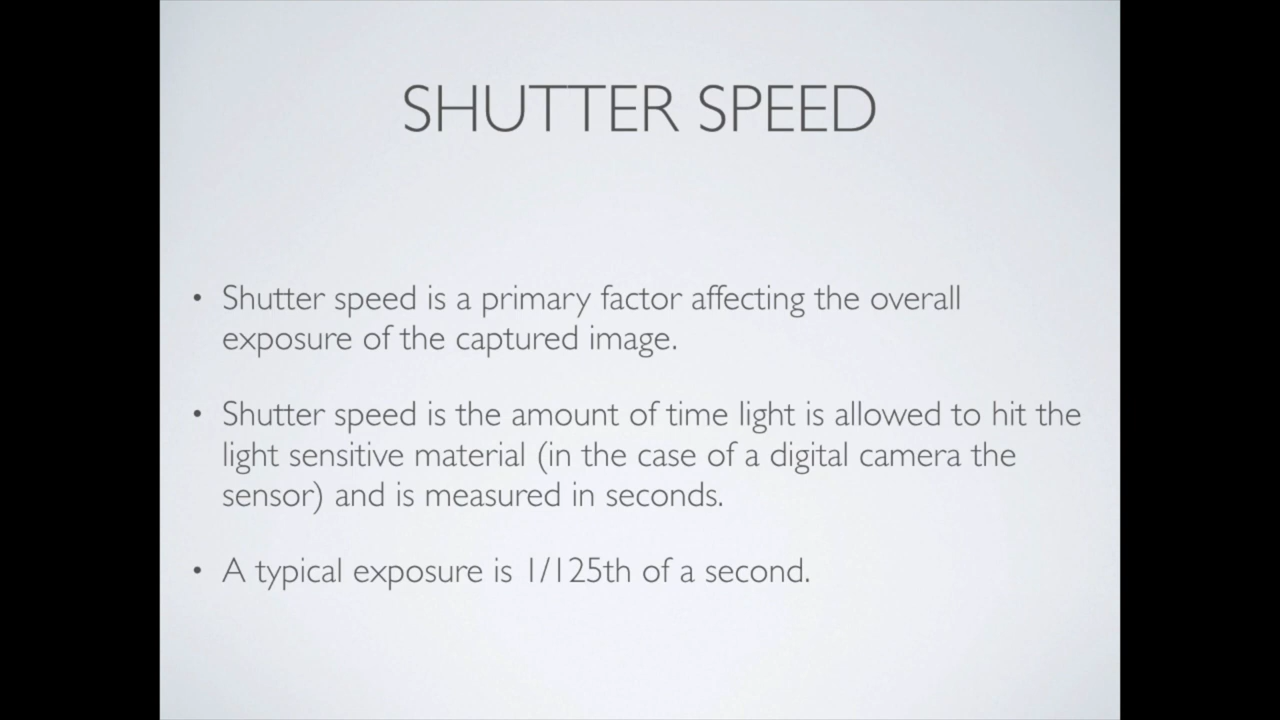 SHUTTER SPEED
• Shutter speed is a primary factor affecting the overall
exposure of the captured image.
• Shutter speed is the amount of time light is allowed to hit the
light sensitive material (in the case of a digital camera the
sensor) and is measured in seconds.
• A typical exposure is 1/125th of a second.